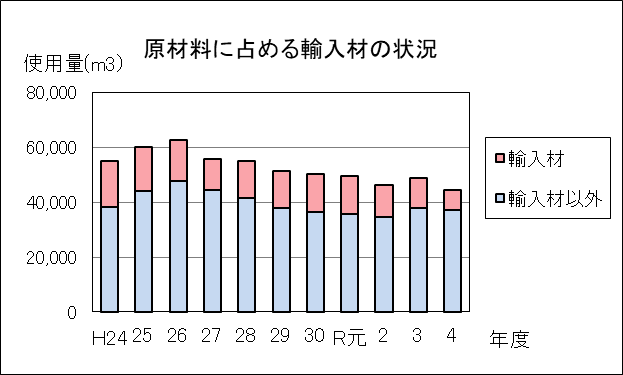 原材料に占める輸入材の状況
使用量(m3)
80,000
60,000
40,000
20,000
0
H24 25 26 27 28 29 30 R元 2 3 4 年度
輸入材
輸入材以外